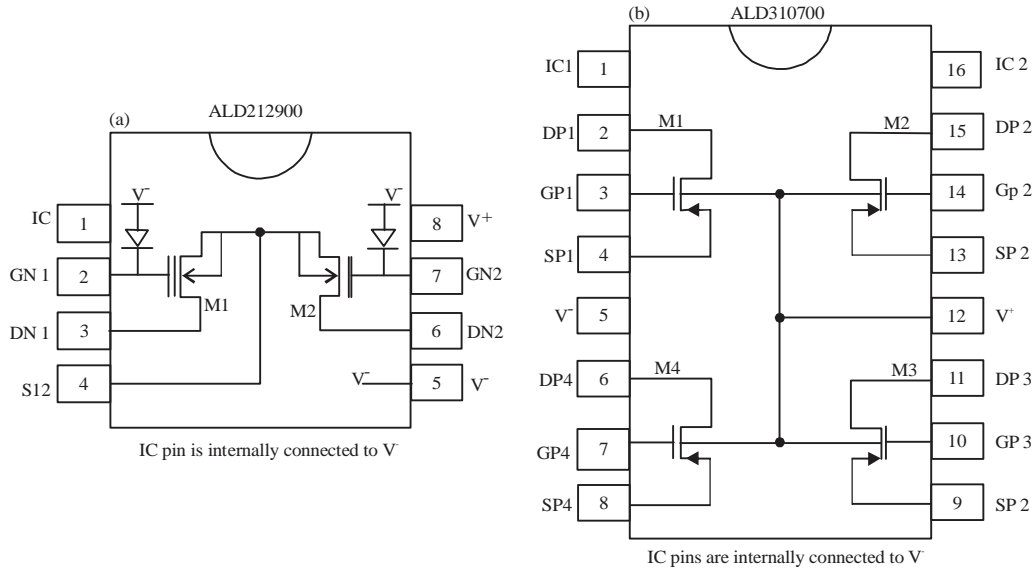 (a)
ALD212900
V-
V-
IC
1
8
V+
GN 1
2
7
GN2
M1
M2
DN 1
3
6
DN2
S12
4
V-
5
V-
IC pin is internally connected to V-
(b)
ALD310700
IC1
1
16
IC 2
DP1
2
M1
M2
15
DP 2
GP1
3
14
Gp 2
SP1
4
13
SP 2
V-
5
12
V+
DP4
6
M4
M3
11
DP 3
GP4
7
10
GP 3
SP4
8
9
SP 2
IC pins are internally connected to V-